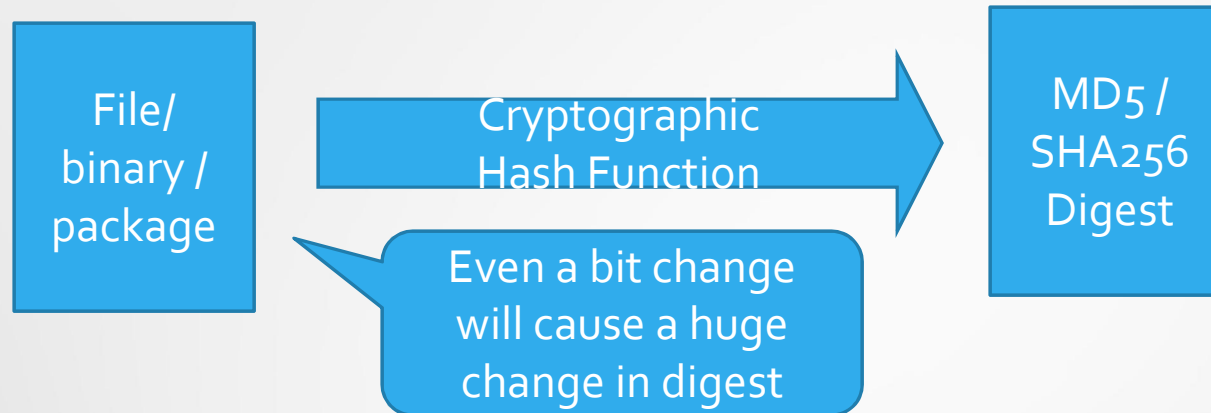 File/
binary /
package
Cryptographic
Hash Function
MD5 /
SHA256
Digest
Even a bit change
will cause a huge
change in digest